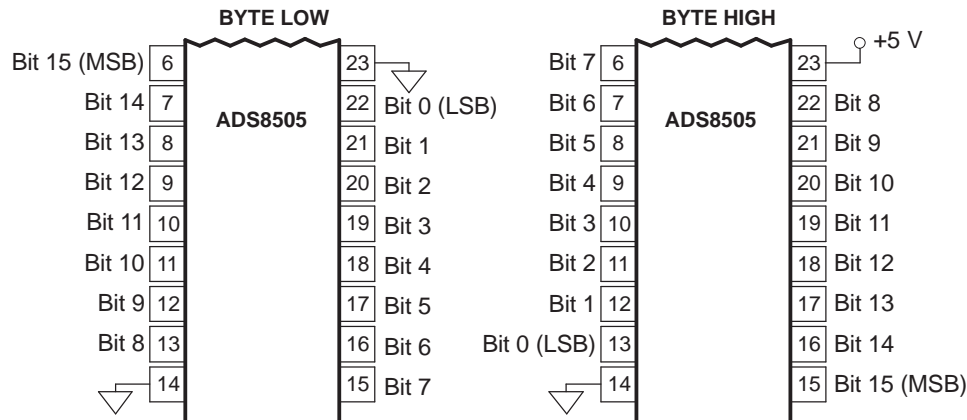 BYTE LOW
BYTE HIGH
Bit 15 (MSB) 6
23
Bit 14 7
22 Bit 0 (LSB)
Bit 13 8
21 Bit 1
Bit 12 9
20 Bit 2
Bit 11 10
19 Bit 3
Bit 10 11
18 Bit 4
Bit 9 12
17 Bit 5
Bit 8 13
16 Bit 6
14
15 Bit 7
ADS8505
Bit 7 6
23 +5 V
Bit 6 7
22 Bit 8
Bit 5 8
21 Bit 9
Bit 4 9
20 Bit 10
Bit 3 10
19 Bit 11
Bit 2 11
18 Bit 12
Bit 1 12
17 Bit 13
Bit 0 (LSB) 13
16 Bit 14
14
15 Bit 15 (MSB)
ADS8505